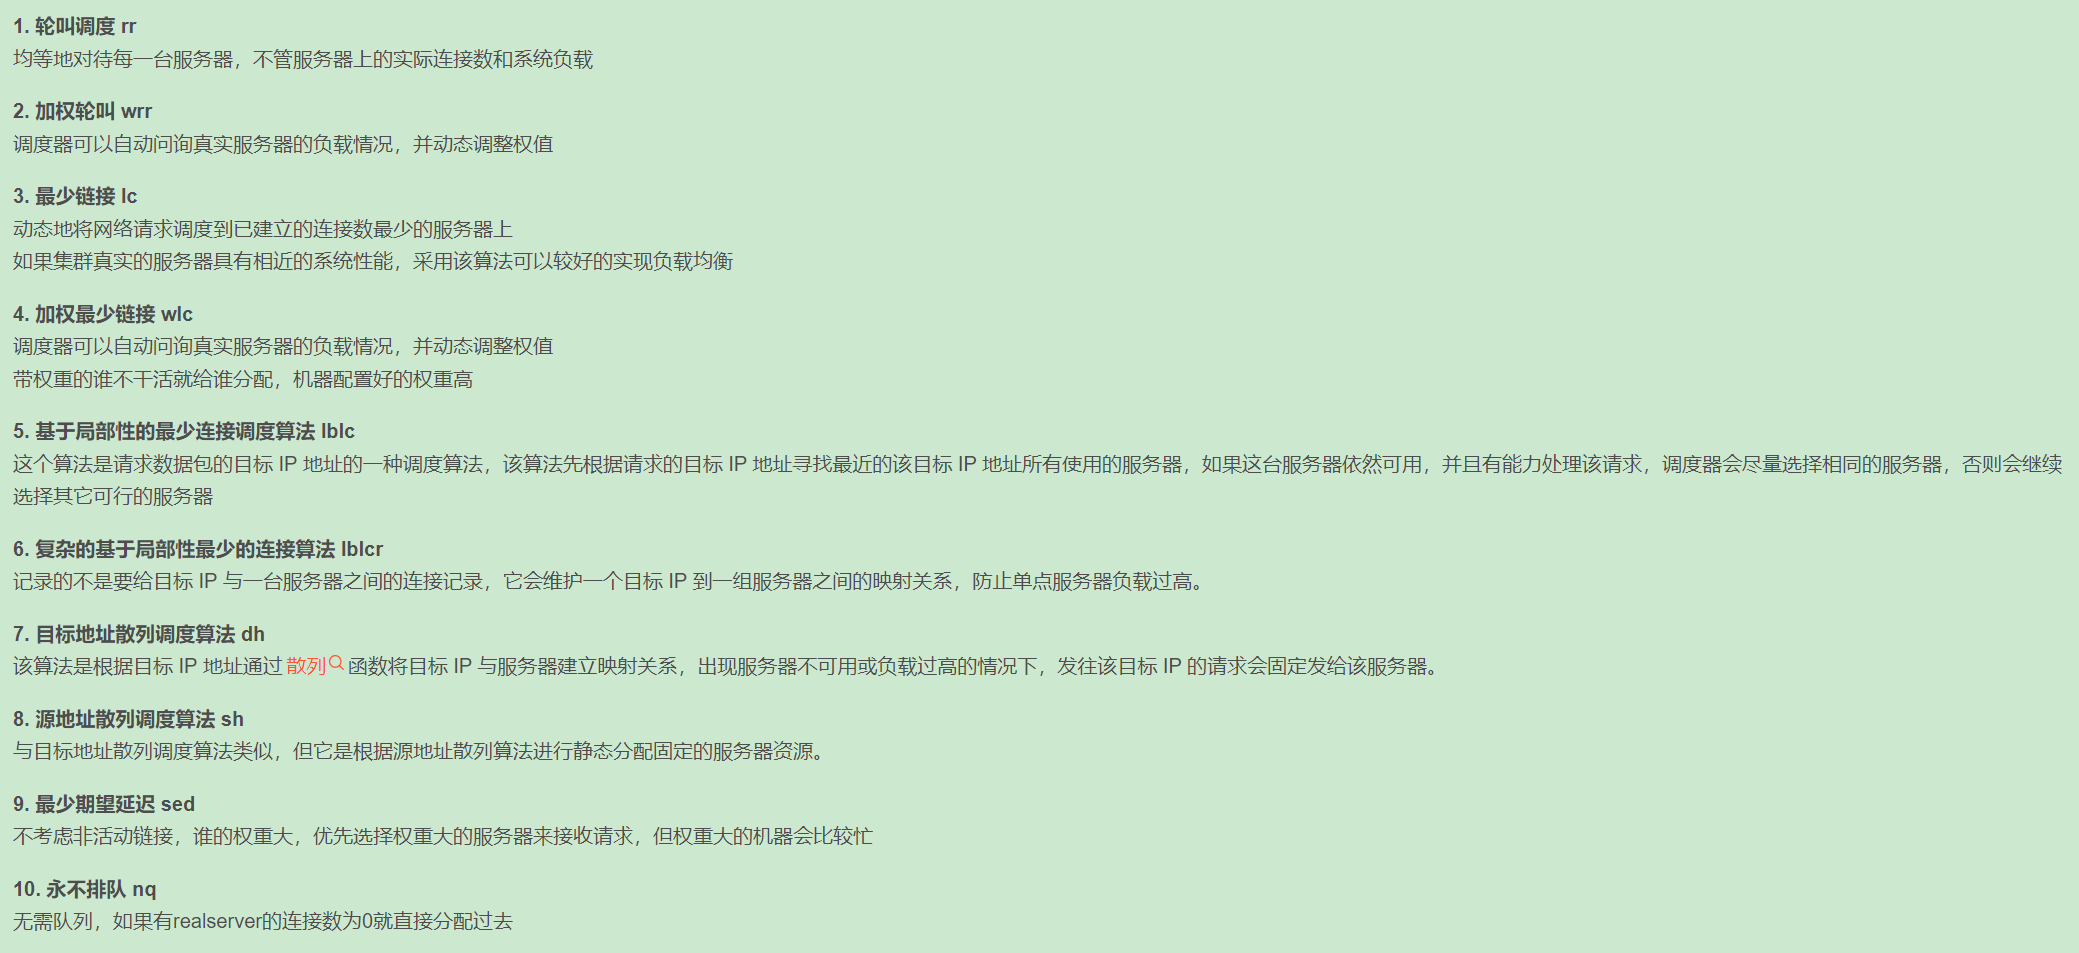 1. 轮叫调度 rr
均等地对待每一台服务器，不管服务器上的实际连接数和系统负载
2. 加权轮叫 wrr
调度器可以自动问询真实服务器的负载情况，并动态调整权值
3. 最少链接 lc
动态地将网络请求调度到已建立的连接数最少的服务器上
如果集群真实的服务器具有相近的系统性能，采用该算法可以较好的实现负载均衡
4. 加权最少链接 wlc
调度器可以自动问询真实服务器的负载情况，并动态调整权值
带权重的谁不干活就给谁分配，机器配置好的权重高
5. 基于局部性的最少连接调度算法 lblc
这个算法是请求数据包的目标 IP 地址的一种调度算法，该算法先根据请求的目标 IP 地址寻找最近的该目标 IP 地址所有使用的服务器，如果这台服务器依然可用，并且有能力处理该请求，调度器会尽量选择相同的服务器，否则会继续
选择其它可行的服务器
6. 复杂的基于局部性最少的连接算法 lblcr
记录的不是要给目标 IP 与一台服务器之间的连接记录，它会维护一个目标 IP 到一组服务器之间的映射关系，防止单点服务器负载过高。
7. 目标地址散列调度算法 dh
该算法是根据目标 IP 地址通过散列函数将目标 IP 与服务器建立映射关系，出现服务器不可用或负载过高的情况下，发往该目标 IP 的请求会固定发给该服务器。
8. 源地址散列调度算法 sh
与目标地址散列调度算法类似，但它是根据源地址散列算法进行静态分配固定的服务器资源。
9. 最少期望延迟 sed
不考虑非活动链接，谁的权重大，优先选择权重大的服务器来接收请求，但权重大的机器会比较忙
10. 永不排队 nq
无需队列，如果有realserver的连接数为0就直接分配过去